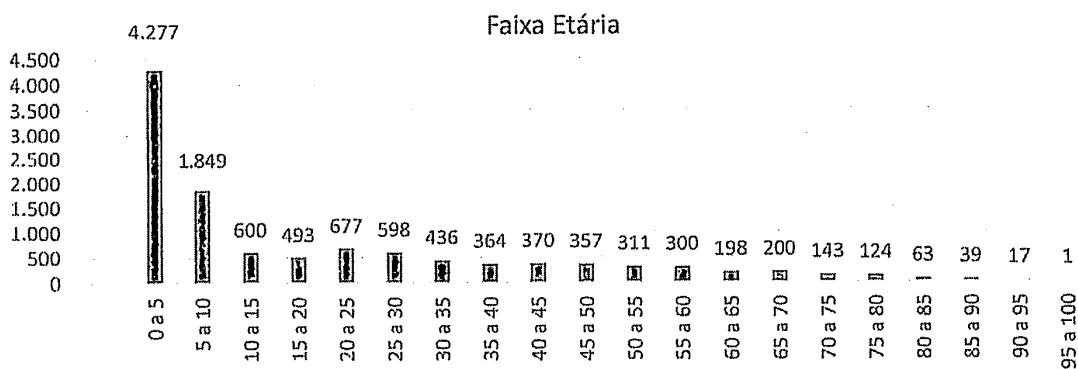 Faixa Etária
4.500
4.000
3.500
3.000
2.500
2.000
1.500
1.000
500
0
4.277
1.849
600
493
677
598
436
364
370
357
311
300
198
200
143
124
63
39
17
1
0 a 5
5 a 10
10 a 15
15 a 20
20 a 25
25 a 30
30 a 35
35 a 40
40 a 45
45 a 50
50 a 55
55 a 60
60 a 65
65 a 70
70 a 75
75 a 80
80 a 85
85 a 90
90 a 95
95 a 100